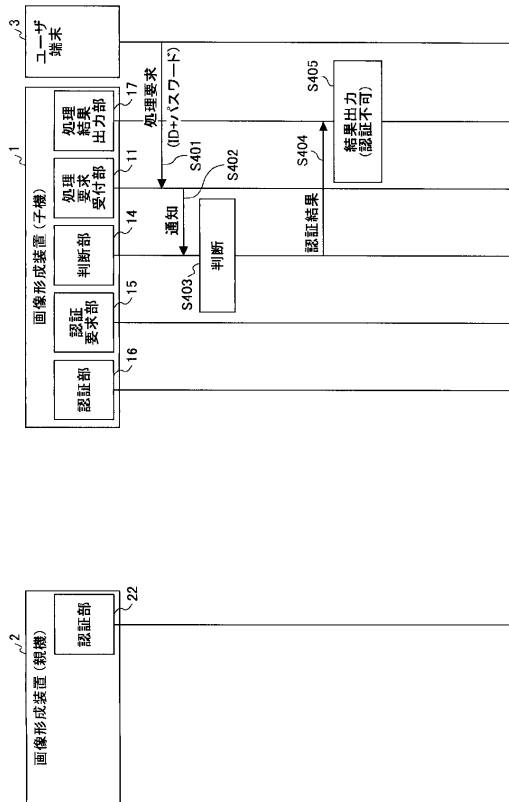 3
ユーザ
端末
1
画像形成装置(子機)
処理
結果
出力部
17
処理
要求
受付部
11
判断部
14
認証
要求部
15
認証部
16
2
画像形成装置(親機)
認証部
22
処理要求
(ID+パスワード)
S401
S402
通知
S403
判断
S404
認証結果
S405
結果出力
(認証不可)